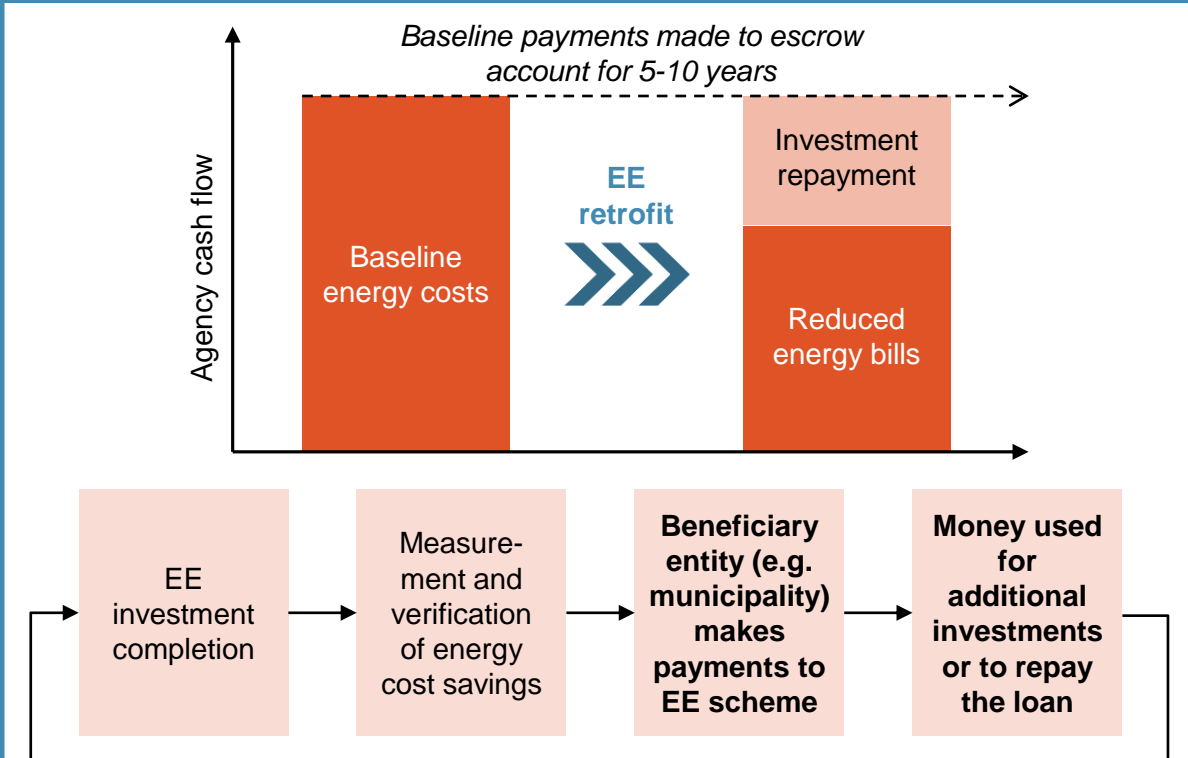 Baseline payments made to escrow
account for 5-10 years
Agency cash flow
Baseline
energy costs
EE
retrofit
Investment
repayment
Reduced
energy bills
EE
investment
completion
Measure-
ment and
verification
of energy
cost savings
Beneficiary
entity (e.g.
municipality)
makes
payments to
EE scheme
Money used
for
additional
investments
or to repay
the loan